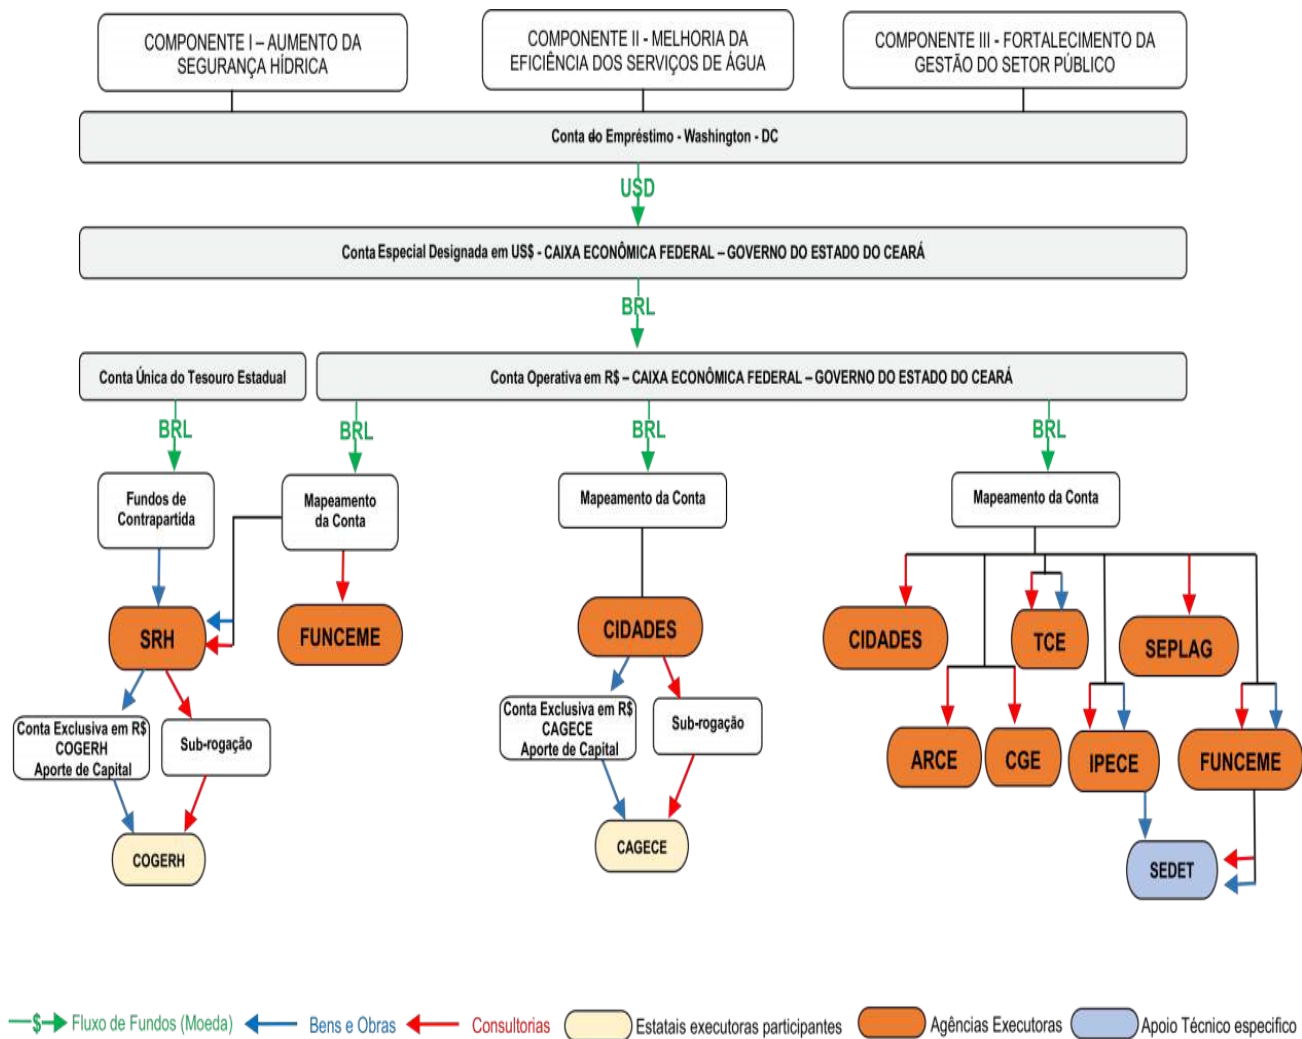 COMPONENTE I – AUMENTO DA
SEGURANÇA HÍDRICA
COMPONENTE II - MELHORIA DA
EFICIÊNCIA DOS SERVIÇOS DE ÁGUA
COMPONENTE III - FORTALECIMENTO DA
GESTÃO DO SETOR PÚBLICO
Conta do Empréstimo - Washington - DC
USD
Conta Especial Designada em US$ - CAIXA ECONÔMICA FEDERAL – GOVERNO DO ESTADO DO CEARÁ
BRL
Conta Única do Tesouro Estadual
Conta Operativa em R$ – CAIXA ECONÔMICA FEDERAL – GOVERNO DO ESTADO DO CEARÁ
BRL
BRL
BRL
BRL
Fundos de
Contrapartida
Mapeamento
da Conta
Mapeamento da Conta
Mapeamento da Conta
SRH
FUNCEME
CIDADES
CIDADES
TCE
SEPLAG
Conta Exclusiva em R$
COGERH
Aporte de Capital
Sub-rogação
Conta Exclusiva em R$
CAGECE
Aporte de Capital
Sub-rogação
ARCE
CGE
IPECE
FUNCEME
COGERH
CAGECE
SEDET
$
Fluxo de Fundos (Moeda)
Bens e Obras
Consultorias
Estatais executoras participantes
Agências Executoras
Apoio Técnico especifico